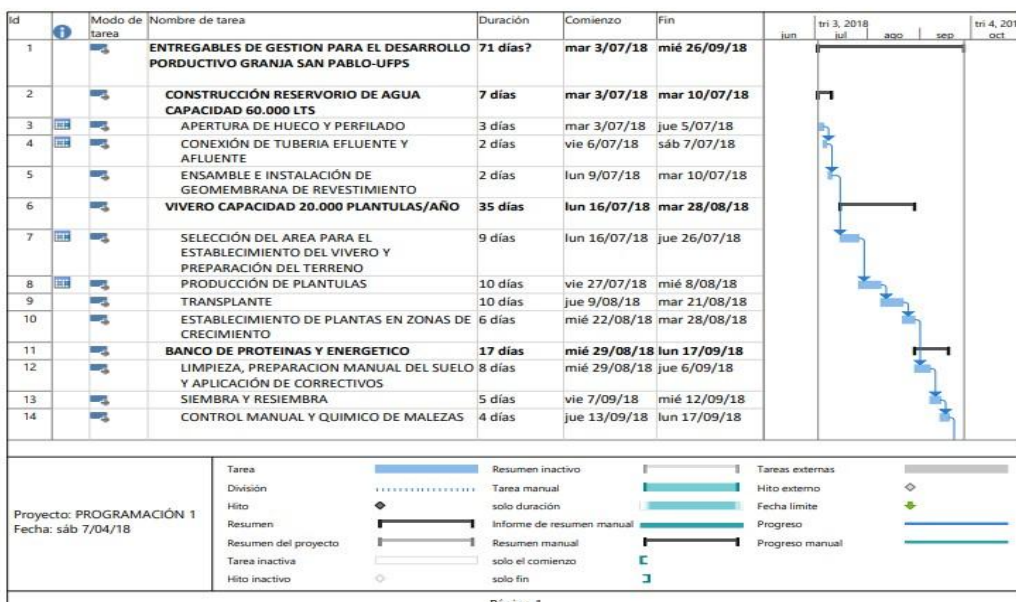 Id Modo de tarea Nombre de tarea Duración Comienzo Fin
tri 3, 2018 tri 4, 201
jun jul ago sep oct
1 ENTREGABLES DE GESTION PARA EL DESARROLLO 71 días? mar 3/07/18 mié 26/09/18
PORDUCTIVO GRANJA SAN PABLO-UFPS
2 CONSTRUCCIÓN RESERVORIO DE AGUA 7 días mar 3/07/18 mar 10/07/18
CAPACIDAD 60.000 LTS
3 APERTURA DE HUECO Y PERFILADO 3 días mar 3/07/18 jue 5/07/18
4 CONEXIÓN DE TUBERIA EFLUENTE Y 2 días vie 6/07/18 sáb 7/07/18
AFLUENTE
5 ENSAMBLE E INSTALACIÓN DE 2 días lun 9/07/18 mar 10/07/18
GEOMEMBRANA DE REVESTIMIENTO
6 VIVERO CAPACIDAD 20.000 PLANTULAS/AÑO 35 días lun 16/07/18 mar 28/08/18
7 SELECCIÓN DEL AREA PARA EL 9 días lun 16/07/18 jue 26/07/18
ESTABLECIMIENTO DEL VIVERO Y
PREPARACIÓN DEL TERRENO
8 PRODUCCIÓN DE PLANTULAS 10 días vie 27/07/18 mié 8/08/18
9 TRANSPLANTE 10 días jue 9/08/18 mar 21/08/18
10 ESTABLECIMIENTO DE PLANTAS EN ZONAS DE 6 días mié 22/08/18 mar 28/08/18
CRECIMIENTO
11 BANCO DE PROTEINAS Y ENERGETICO 17 días mié 29/08/18 lun 17/09/18
12 LIMPIEZA, PREPARACION MANUAL DEL SUELO 8 días mié 29/08/18 jue 6/09/18
Y APLICACIÓN DE CORRECTIVOS
13 SIEMBRA Y RESIEMBRA 5 días vie 7/09/18 mié 12/09/18
14 CONTROL MANUAL Y QUIMICO DE MALEZAS 4 días jue 13/09/18 lun 17/09/18
Proyecto: PROGRAMACIÓN 1
Fecha: sáb 7/04/18
Tarea Resumen inactivo Tareas externas
División Tarea manual Hito externo
Hito solo duración Fecha límite
Resumen Informe de resumen manual Progreso
Resumen del proyecto Resumen manual Progreso manual
Tarea inactiva solo el comienzo
Hito inactivo solo fin
Página 1